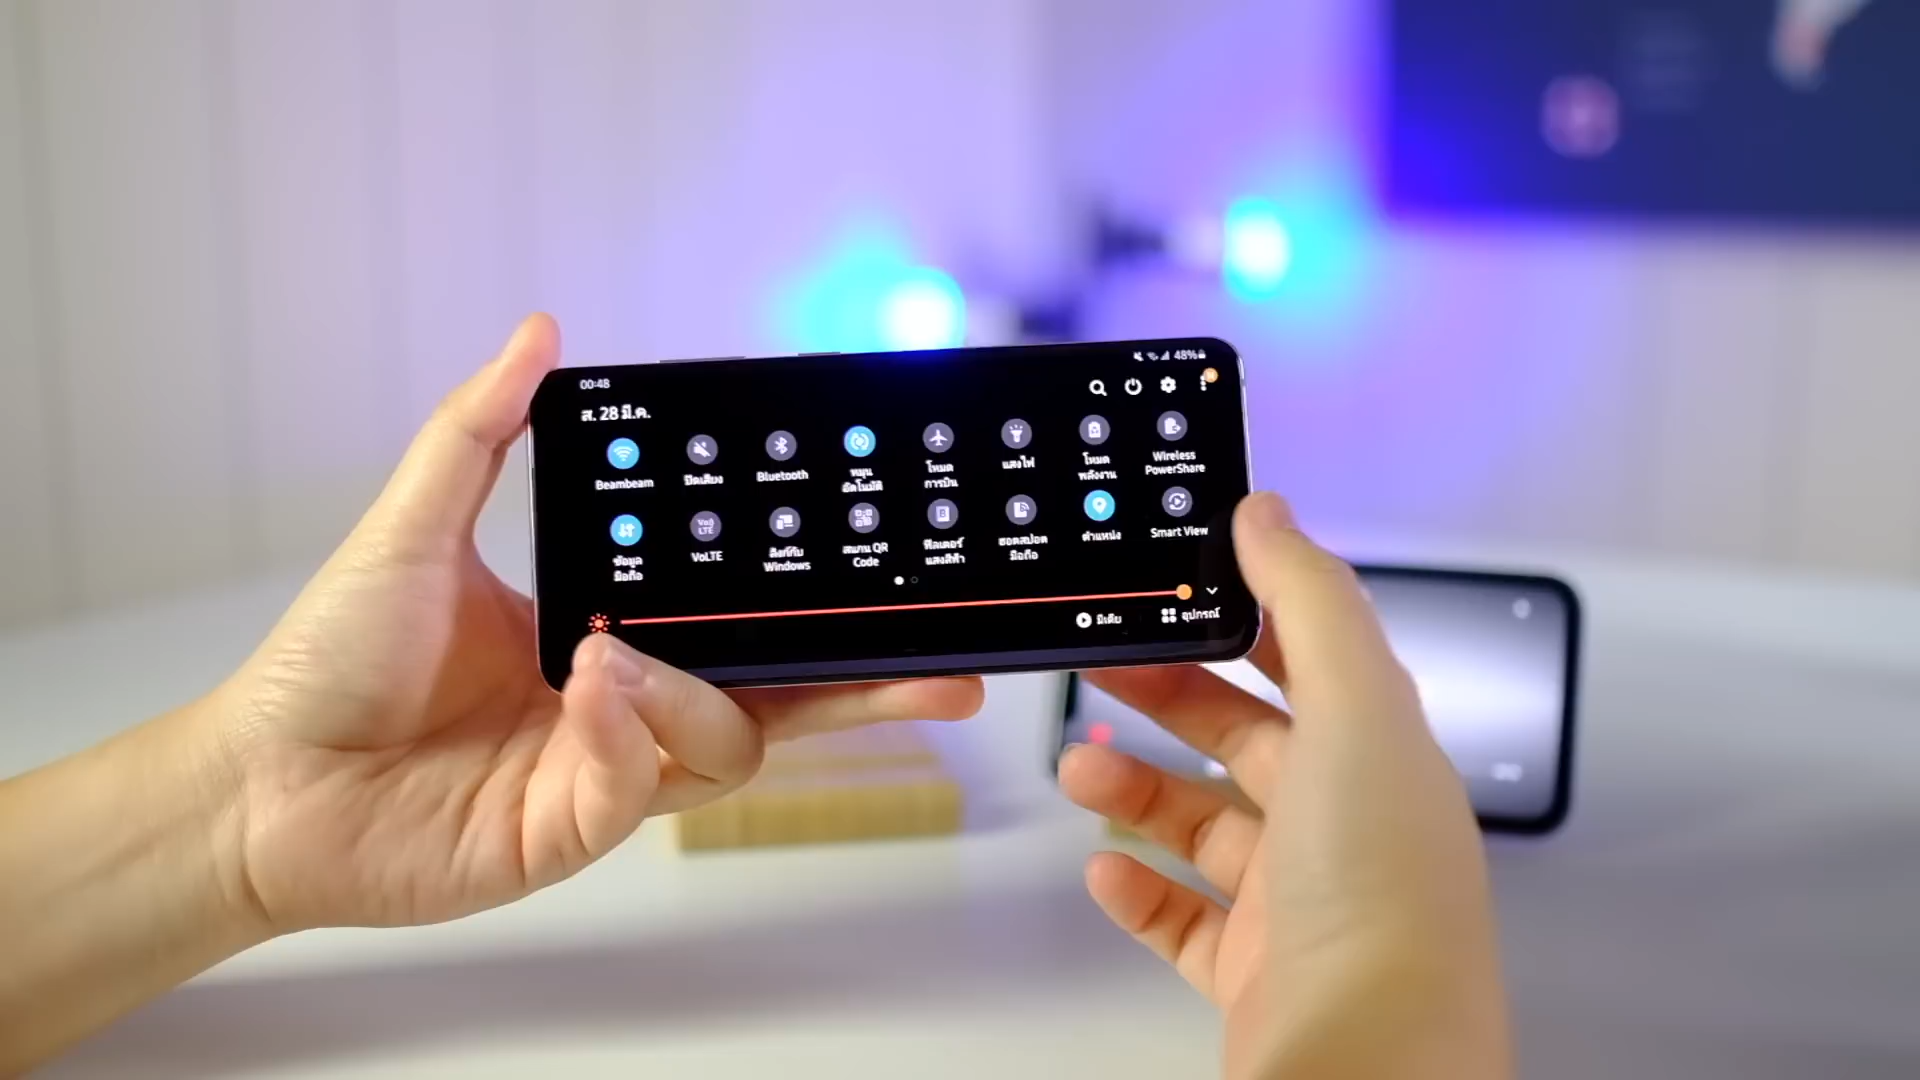 00:48
48%
ส. 28 มี.ค.
Beambeam
ปิดเสียง
Bluetooth
หมุน
อัตโนมัติ
โหมด
การบิน
แสงไฟ
โหมด
พลังงาน
Wireless
PowerShare
ข้อมูล
มือถือ
VoLTE
ลิงก์กับ
Windows
สแกน QR
Code
ฟิลเตอร์
แสงสีฟ้า
ฮอตสปอต
มือถือ
ตำแหน่ง
Smart View
มีเดีย
อุปกรณ์